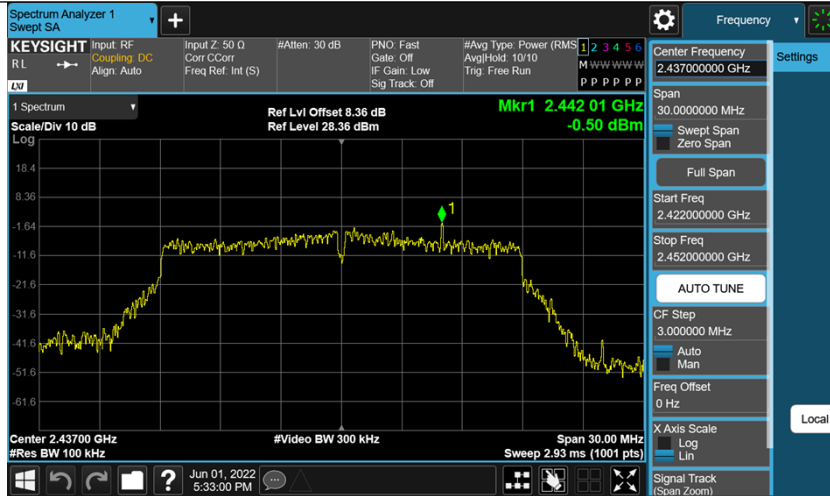 Spectrum Analyzer 1
Swept SA
Frequency
KEYSIGHT
R L
LXI
Input: RF
Coupling: DC
Align: Auto
Input Z: 50 Ω
Corr CCorr
Freq Ref: Int (S)
#Atten: 30 dB
PNO: Fast
Gate: Off
IF Gain: Low
Sig Track: Off
#Avg Type: Power (RMS
Avg|Hold: 10/10
Trig: Free Run
1 2 3 4 5 6
M W W W W W
P P P P P P
1 Spectrum
Scale/Div 10 dB
Log
Ref Lvl Offset 8.36 dB
Ref Level 28.36 dBm
Mkr1 2.442 01 GHz
-0.50 dBm
18.4
8.36
-1.64
-11.6
-21.6
-31.6
-41.6
-51.6
-61.6
1
Center 2.43700 GHz
#Res BW 100 kHz
#Video BW 300 kHz
Span 30.00 MHz
Sweep 2.93 ms (1001 pts)
Jun 01, 2022
5:33:00 PM
Center Frequency
2.437000000 GHz
Span
30.0000000 MHz
Swept Span
Zero Span
Full Span
Start Freq
2.422000000 GHz
Stop Freq
2.452000000 GHz
AUTO TUNE
CF Step
3.000000 MHz
Auto
Man
Freq Offset
0 Hz
X Axis Scale
Log
Lin
Signal Track
(Span Zoom)
Settings
Local